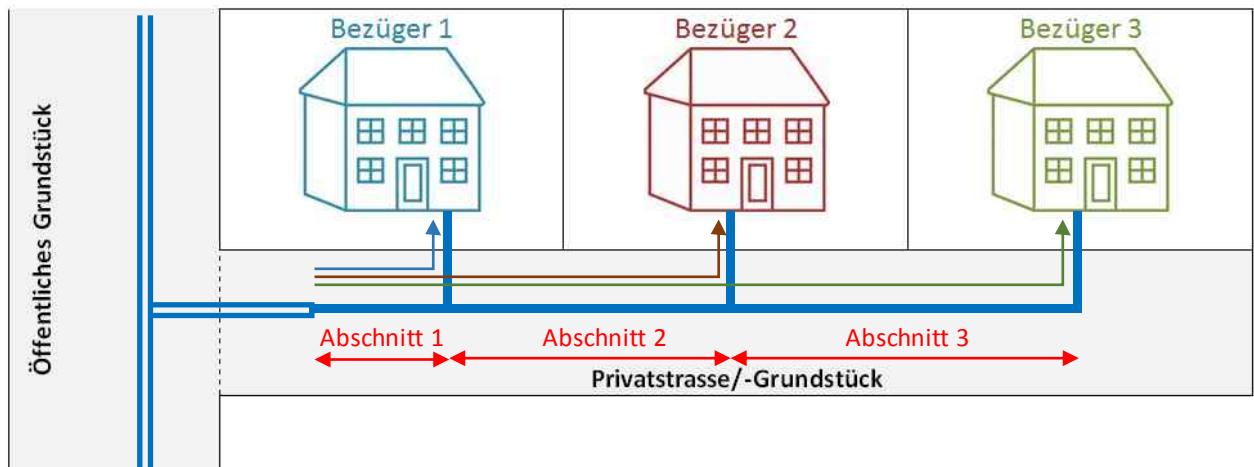 Öffentliches Grundstück
Bezüger 1
Bezüger 2
Bezüger 3
Abschnitt 1
Abschnitt 2
Abschnitt 3
Privatstrasse/-Grundstück